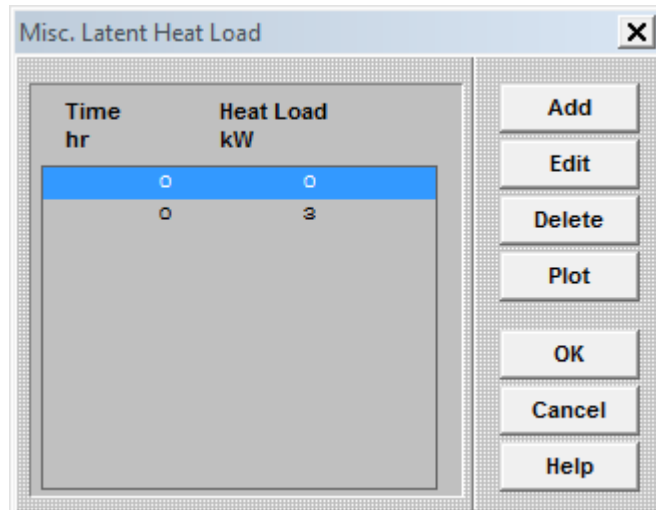 Misc. Latent Heat Load
Time Heat Load
hr kW
0 0
0 3
Add
Edit
Delete
Plot
OK
Cancel
Help